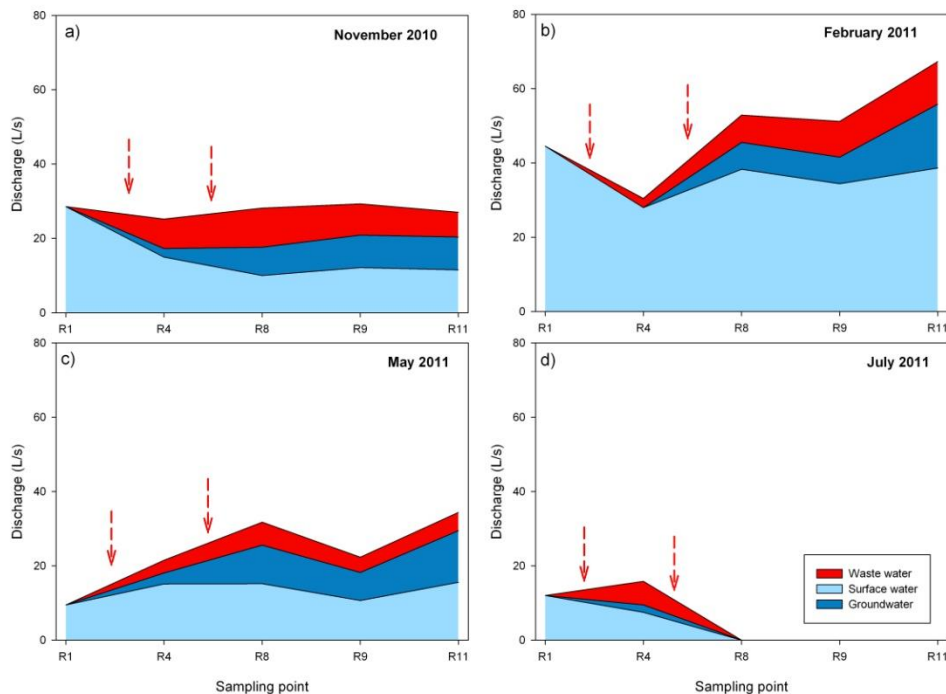 a)
November 2010
80
60
40
20
0
Discharge (L/s)
R1 R4 R8 R9 R11
b)
February 2011
80
60
40
20
0
Discharge (L/s)
R1 R4 R8 R9 R11
c)
May 2011
80
60
40
20
0
Discharge (L/s)
R1 R4 R8 R9 R11
Sampling point
d)
July 2011
80
60
40
20
0
Discharge (L/s)
Waste water
Surface water
Groundwater
R1 R4 R8 R9 R11
Sampling point